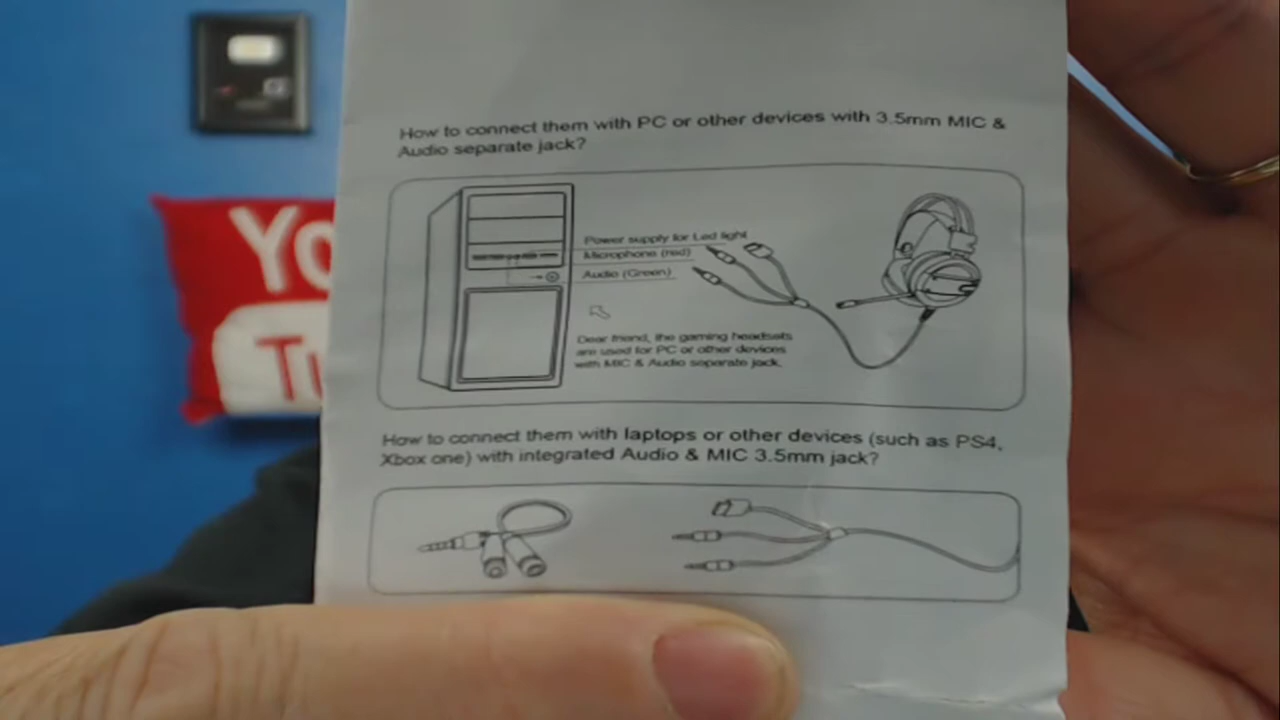 How to connect them with PC or other devices with 3.5mm MIC &
Audio separate jack?
Power supply for Led light
Microphone (red)
Audio (Green)
Dear friend, the gaming headsets
are used for PC or other devices
with MIC & Audio separate jack.
How to connect them with laptops or other devices (such as PS4,
Xbox one) with integrated Audio & MIC 3.5mm jack?
Yo
Tu